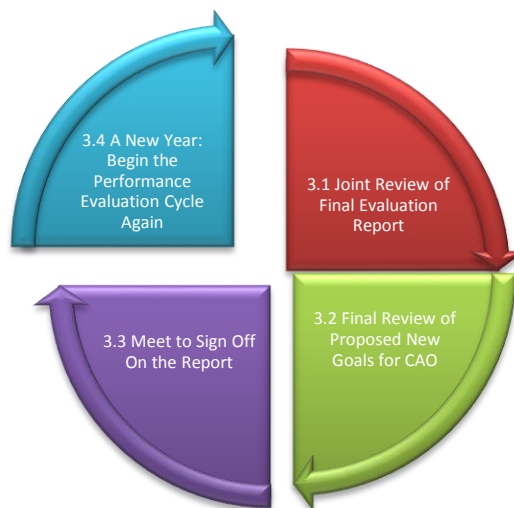 3.4 A New Year:
Begin the
Performance
Evaluation Cycle
Again
3.1 Joint Review of
Final Evaluation
Report
3.3 Meet to Sign Off
On the Report
3.2 Final Review of
Proposed New
Goals for CAO